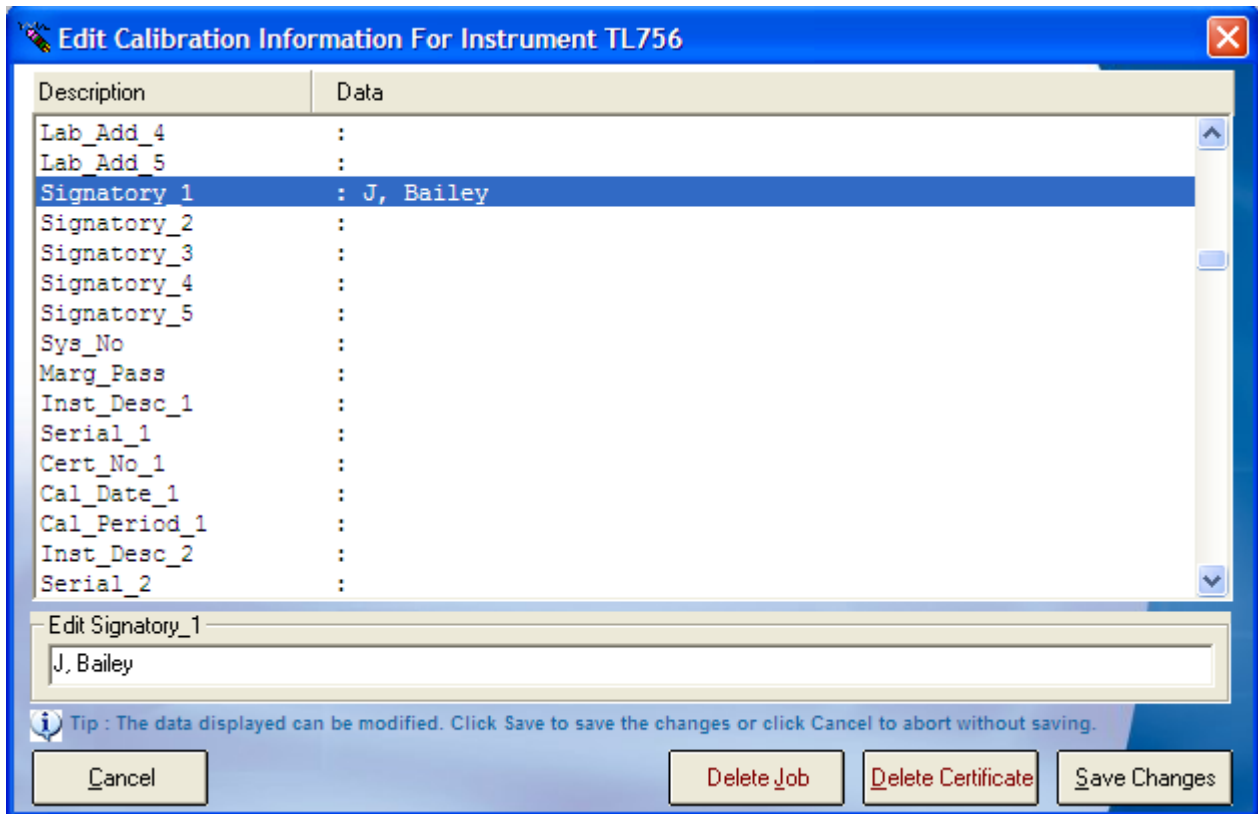 Edit Calibration Information For Instrument TL756
Description Data
Lab_Add_4 :
Lab_Add_5 :
Signatory_1 : J, Bailey
Signatory_2 :
Signatory_3 :
Signatory_4 :
Signatory_5 :
Sys_No :
Marg_Pass :
Inst_Desc_1 :
Serial_1 :
Cert_No_1 :
Cal_Date_1 :
Cal_Period_1 :
Inst_Desc_2 :
Serial_2 :
Edit Signatory_1
J, Bailey
Tip : The data displayed can be modified. Click Save to save the changes or click Cancel to abort without saving.
Cancel Delete Job Delete Certificate Save Changes